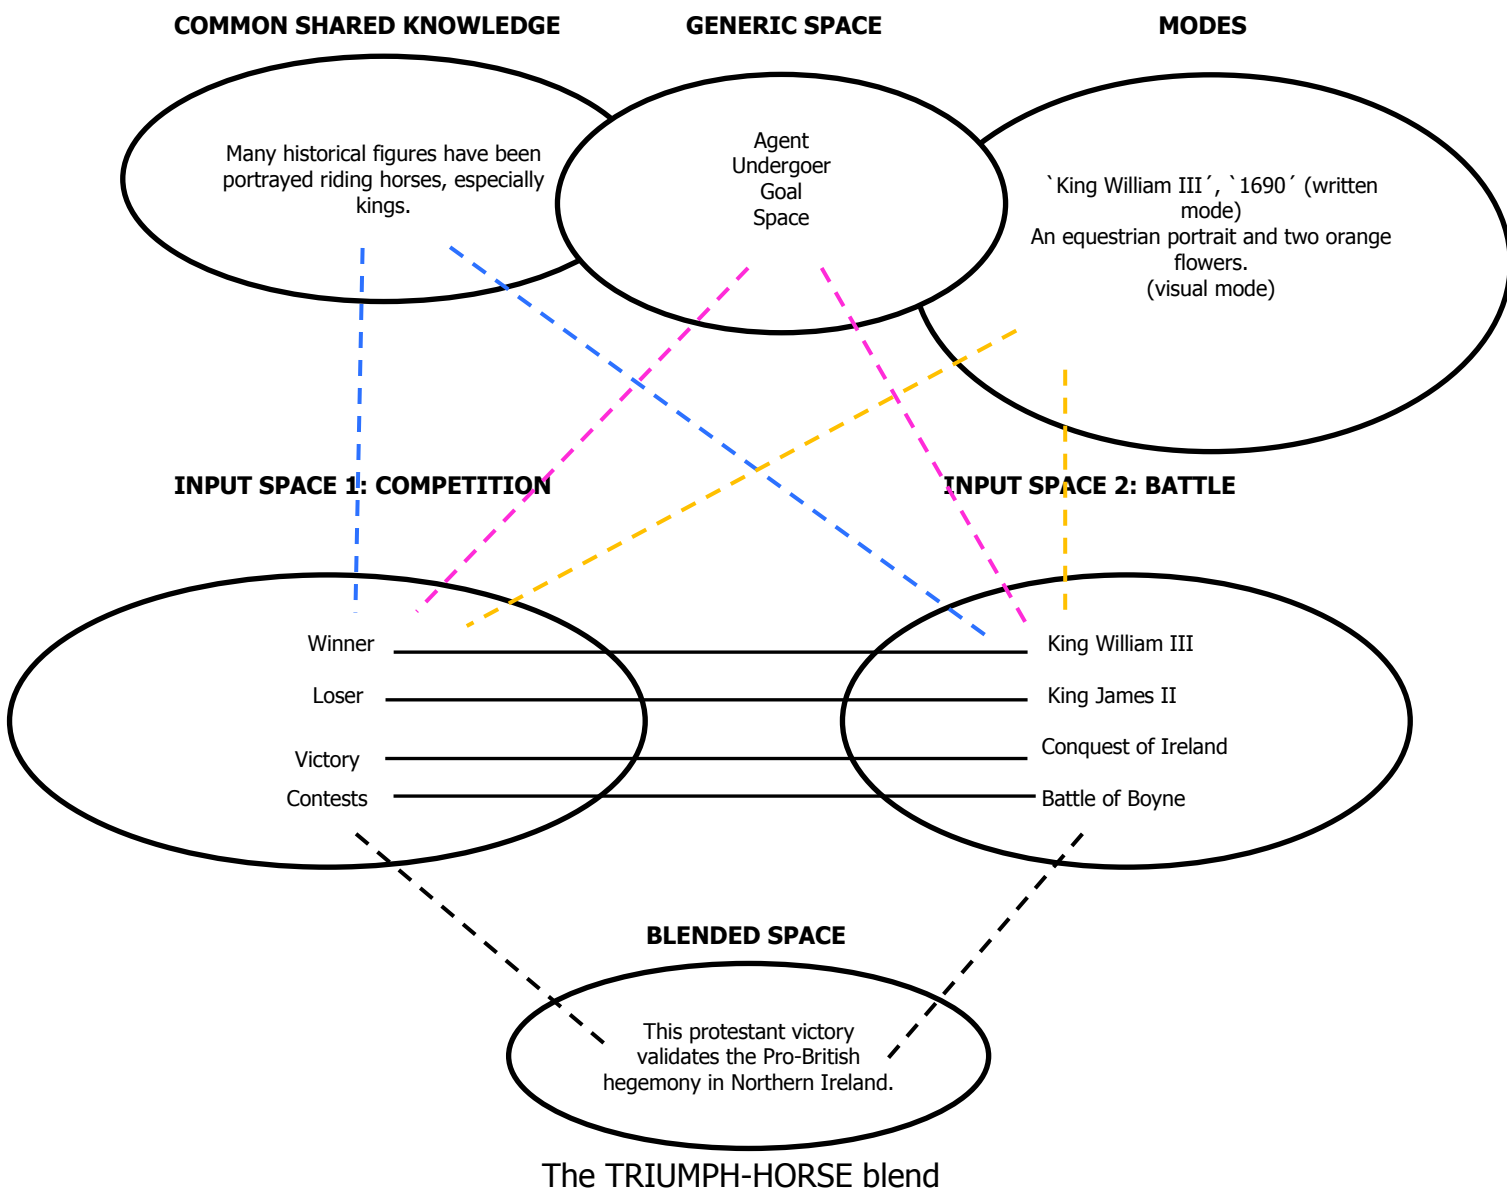 COMMON SHARED KNOWLEDGE
GENERIC SPACE
MODES
Many historical figures have been
portrayed riding horses, especially
kings.
Agent
Undergoer
Goal
Space
`King William III´, `1690´ (written
mode)
An equestrian portrait and two orange
flowers.
(visual mode)
INPUT SPACE 1: COMPETITION
INPUT SPACE 2: BATTLE
Winner
Loser
Victory
Contests
King William III
King James II
Conquest of Ireland
Battle of Boyne
BLENDED SPACE
This protestant victory
validates the Pro-British
hegemony in Northern Ireland.
The TRIUMPH-HORSE blend